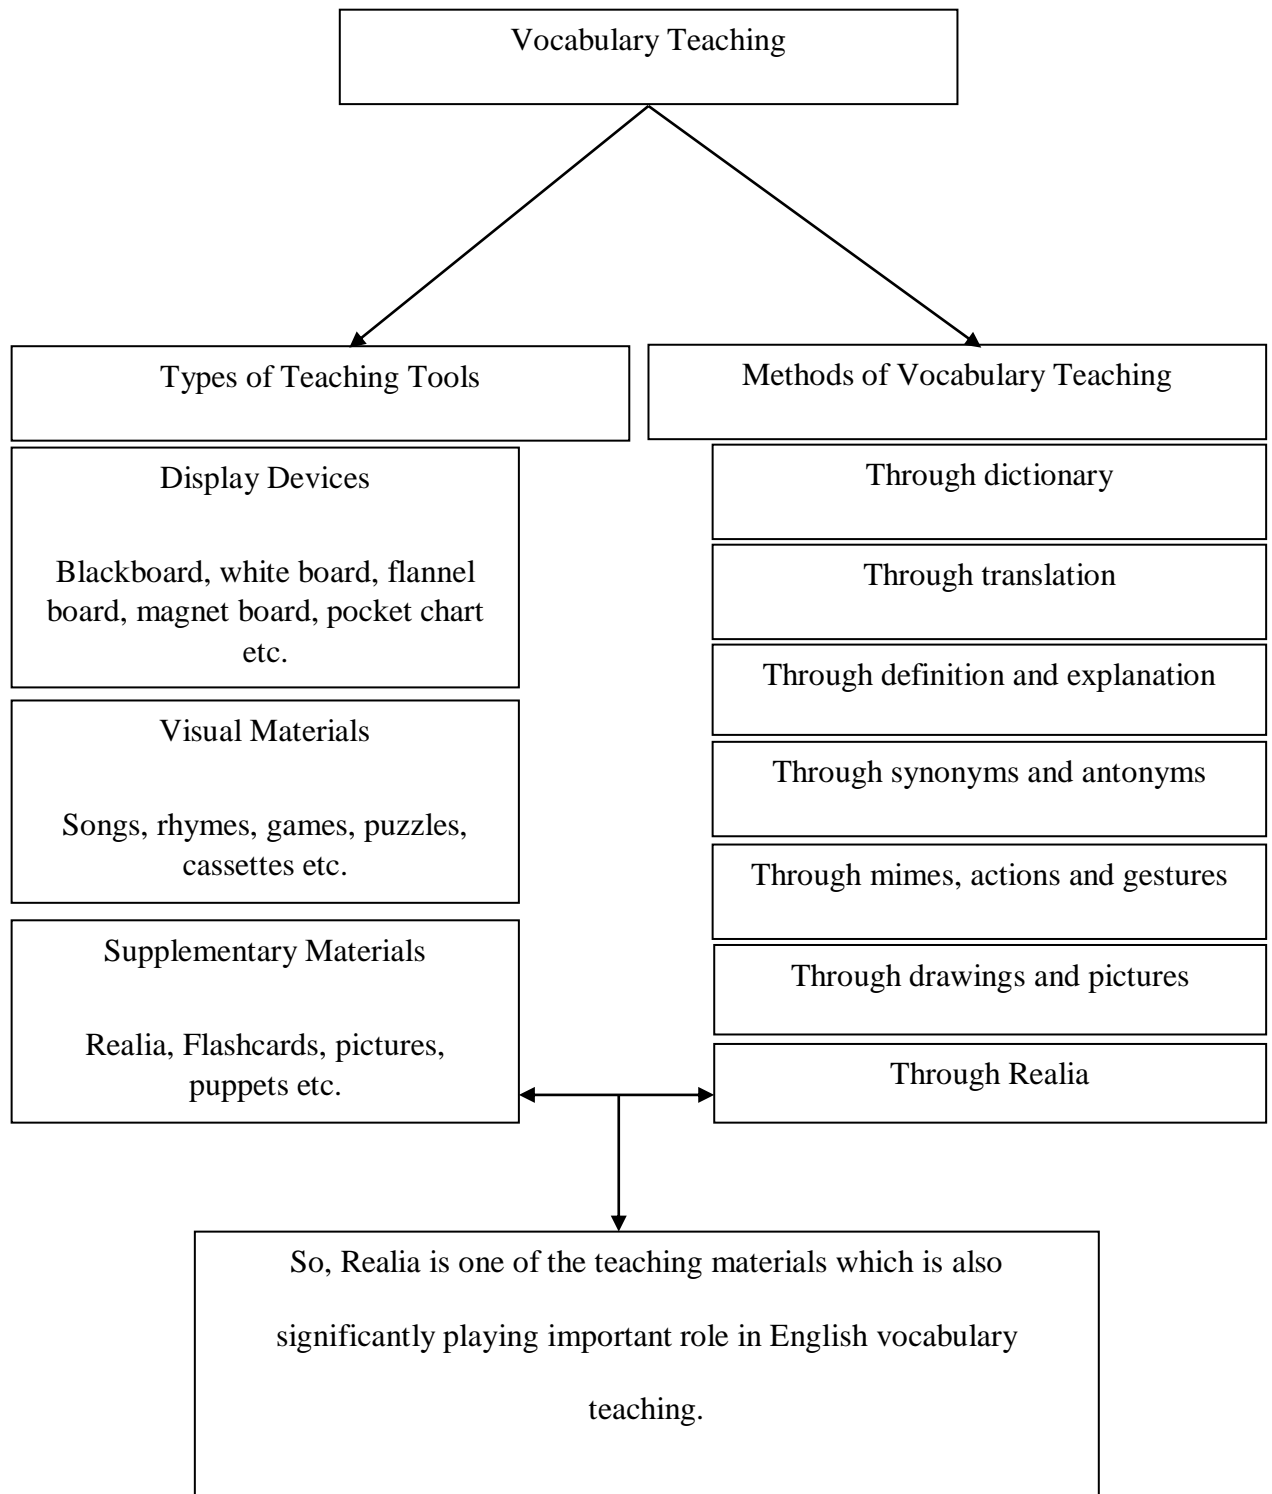 Vocabulary Teaching
Types of Teaching Tools
Display Devices
Blackboard, white board, flannel
board, magnet board, pocket chart
etc.
Visual Materials
Songs, rhymes, games, puzzles,
cassettes etc.
Supplementary Materials
Realia, Flashcards, pictures,
puppets etc.
Methods of Vocabulary Teaching
Through dictionary
Through translation
Through definition and explanation
Through synonyms and antonyms
Through mimes, actions and gestures
Through drawings and pictures
Through Realia
So, Realia is one of the teaching materials which is also
significantly playing important role in English vocabulary
teaching.